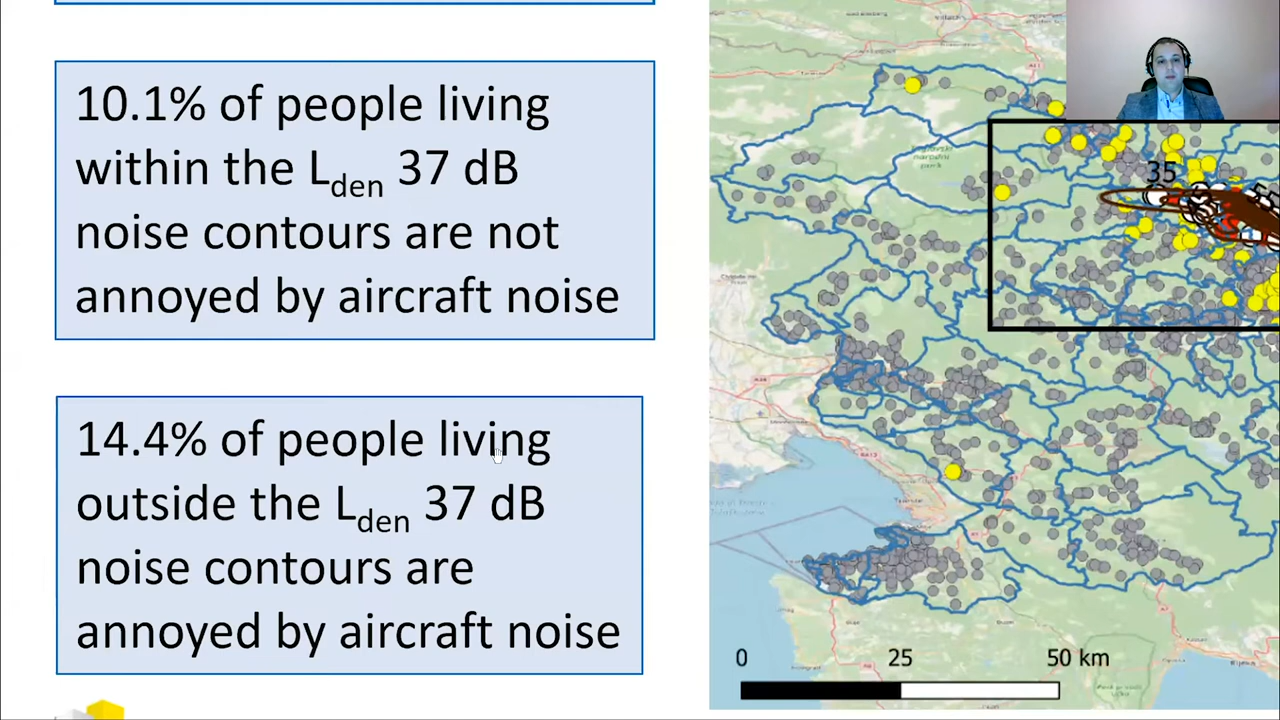 10.1% of people living
within the Lden 37 dB
noise contours are not
annoyed by aircraft noise
14.4% of people living
outside the Lden 37 dB
noise contours are
annoyed by aircraft noise
35
0 25 50 km